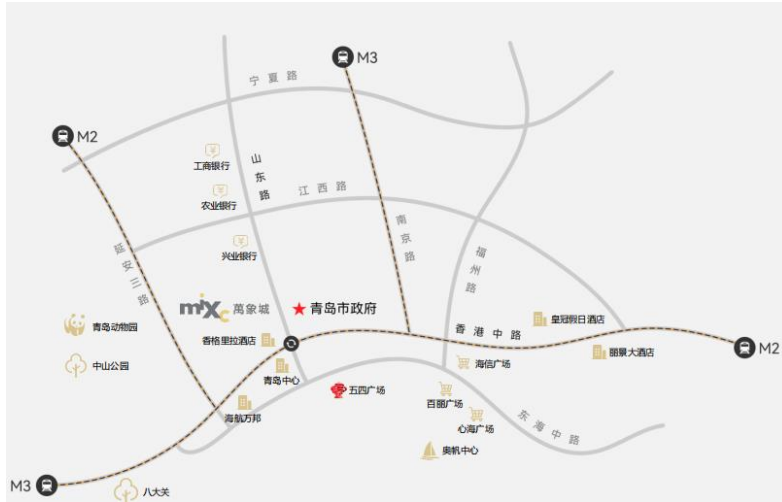 M3
宁夏路
M2
工商银行
山东路
农业银行
江西路
南京路
延安三路
兴业银行
福州路
mixc 萬象城
青岛市政府
青岛动物园
香格里拉酒店
香港中路
皇冠假日酒店
M2
中山公园
青岛中心
海信广场
丽景大酒店
五四广场
百丽广场
海航万邦
心海广场
东海中路
奥帆中心
M3
八大关